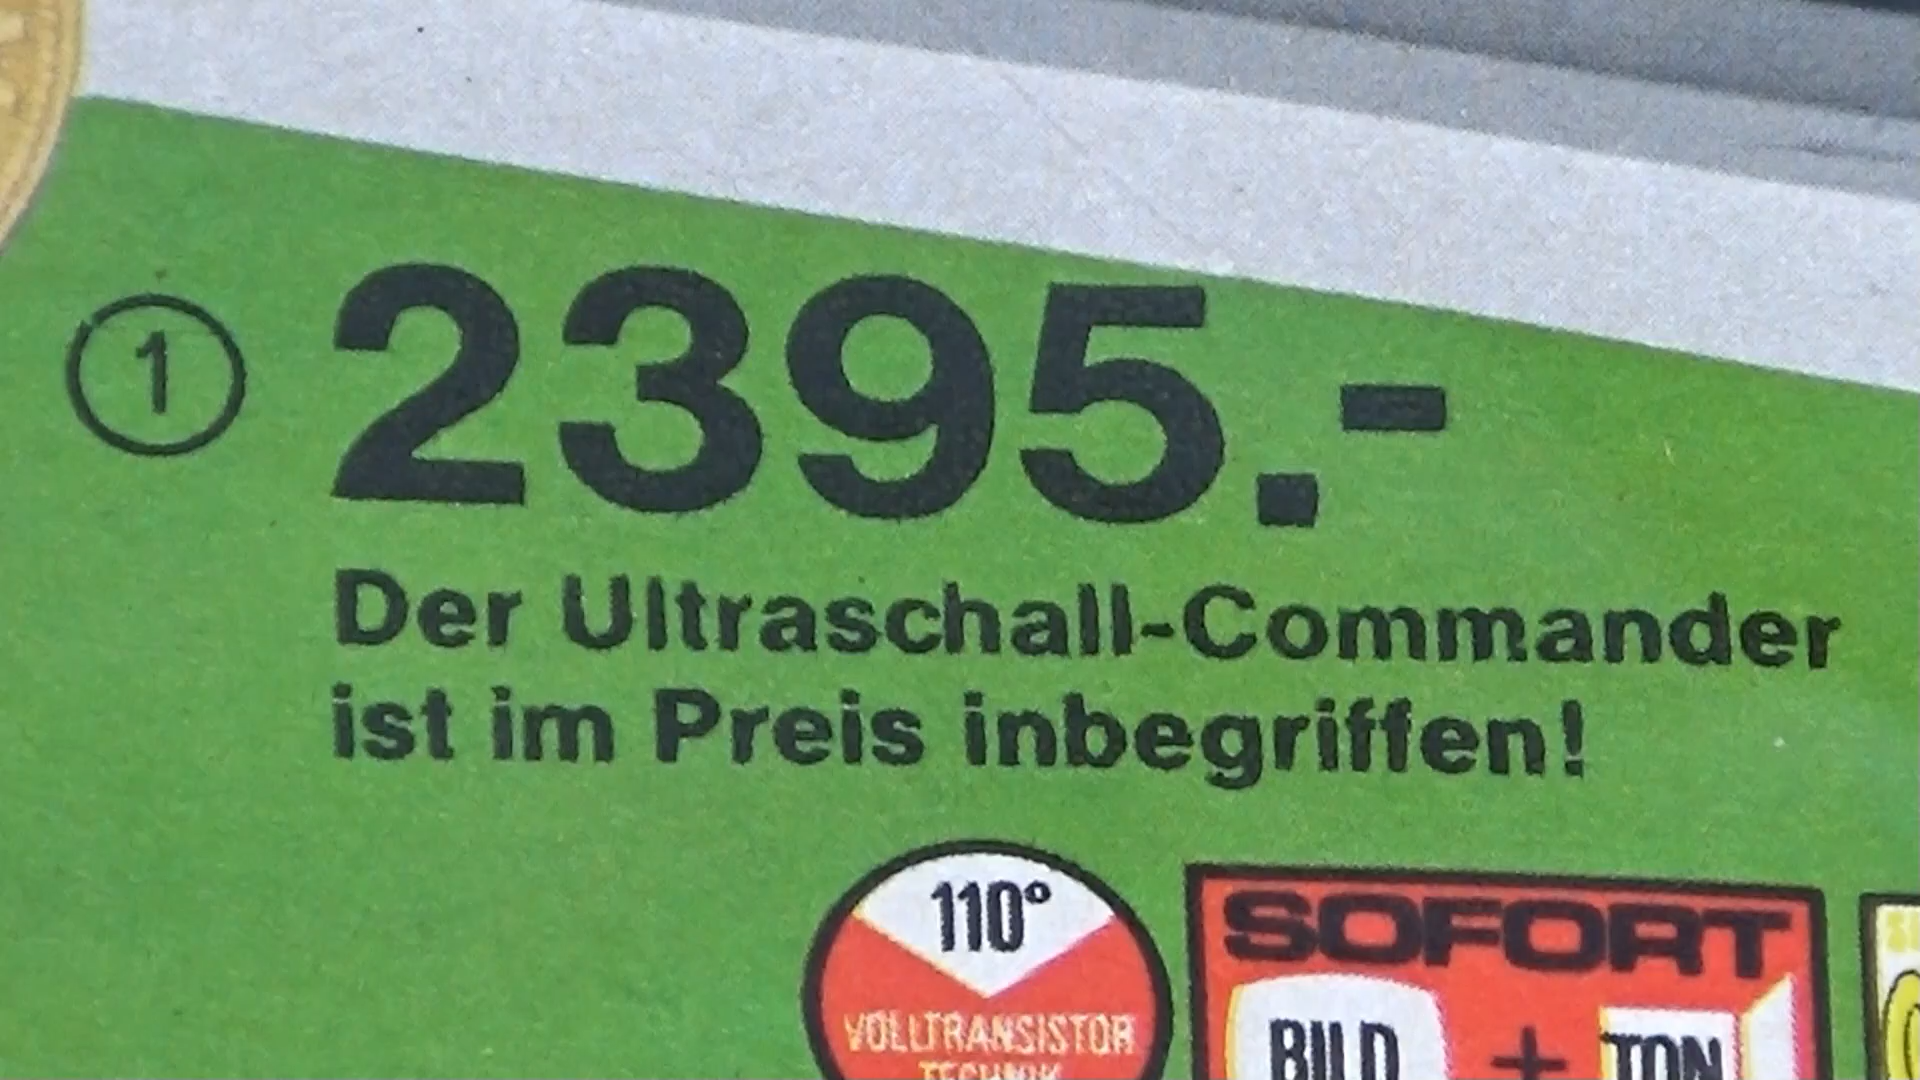 1
2395.-
Der Ultraschall-Commander
ist im Preis inbegriffen!
110°
VOLLTRANSISTOR
TECHNIK
SOFORT
BILD + TON